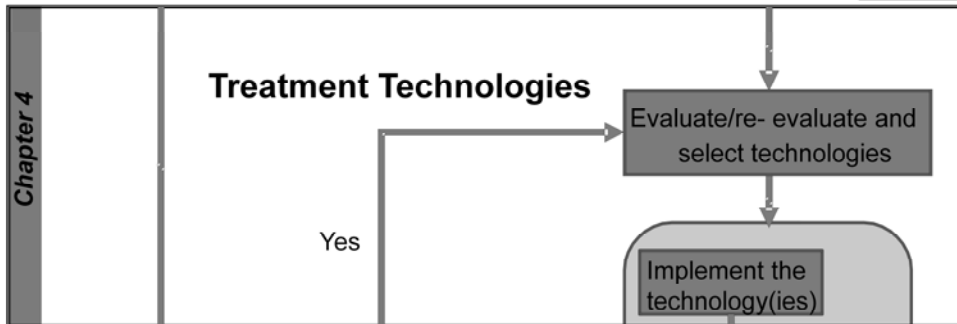 Chapter 4
Treatment Technologies
Evaluate/re- evaluate and
select technologies
Yes
Implement the
technology(ies)